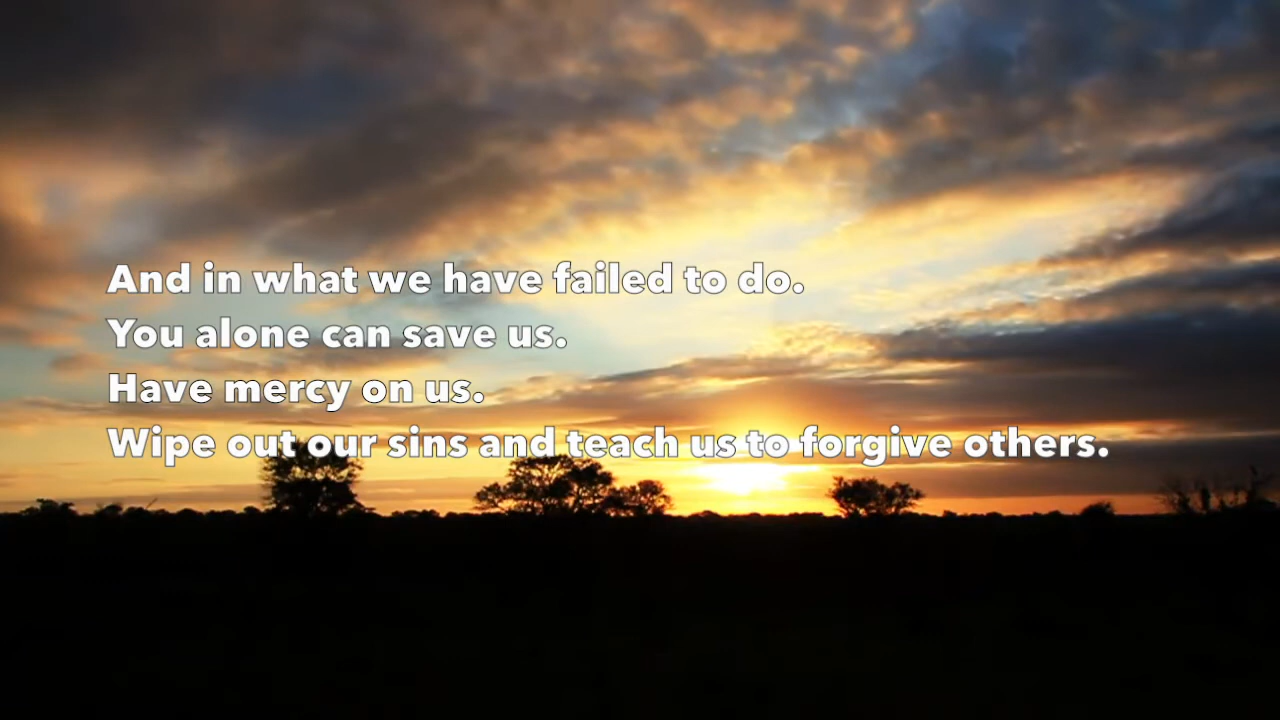 And in what we have failed to do.
You alone can save us.
Have mercy on us.
Wipe out our sins and teach us to forgive others.